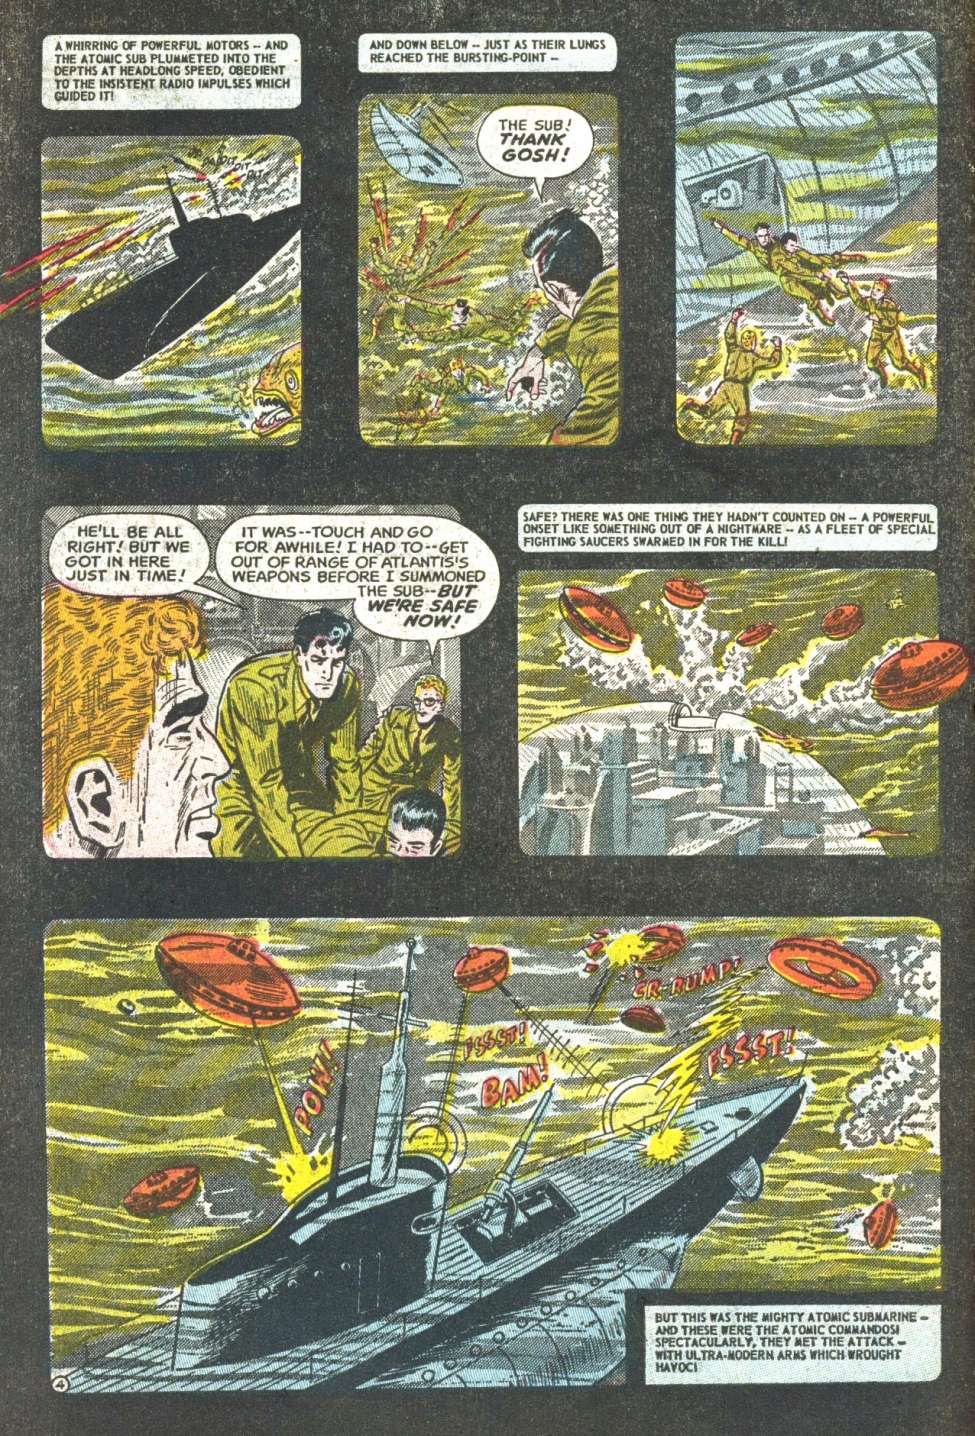 A WHIRRING OF POWERFUL MOTORS -- AND
THE ATOMIC SUB PLUMMETED INTO THE
DEPTHS AT HEADLONG SPEED, OBEDIENT
TO THE INSISTENT RADIO IMPULSES WHICH
GUIDED IT!
DIT
DIT
AND DOWN BELOW -- JUST AS THEIR LUNGS
REACHED THE BURSTING-POINT --
THE SUB!
THANK
GOSH!
HE'LL BE ALL
RIGHT! BUT WE
GOT IN HERE
JUST IN TIME!
IT WAS--TOUCH AND GO
FOR AWHILE! I HAD TO--GET
OUT OF RANGE OF ATLANTIS'S
WEAPONS BEFORE I SUMMONED
THE SUB--BUT
WE'RE SAFE
NOW!
SAFE? THERE WAS ONE THING THEY HADN'T COUNTED ON -- A POWERFUL
ONSET LIKE SOMETHING OUT OF A NIGHTMARE -- AS A FLEET OF SPECIAL
FIGHTING SAUCERS SWARMED IN FOR THE KILL!
POW!
FSSST!
BAM!
CR-RUMP!
FSSST!
BUT THIS WAS THE MIGHTY ATOMIC SUBMARINE --
AND THESE WERE THE ATOMIC COMMANDOS!
SPECTACULARLY, THEY MET THE ATTACK --
WITH ULTRA-MODERN ARMS WHICH WROUGHT
HAVOC!
4